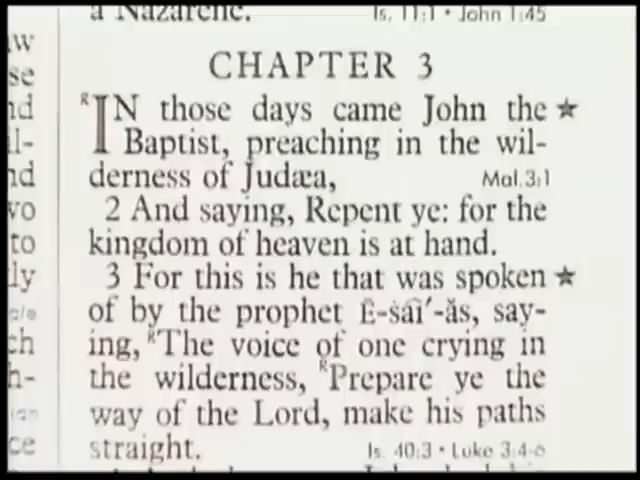 a Nazarene. Is. 11:1 • John 1:45
CHAPTER 3
R IN those days came John the ★
Baptist, preaching in the wil-
derness of Judæa, Mal. 3:1
2 And saying, Repent ye: for the
kingdom of heaven is at hand.
3 For this is he that was spoken ★
of by the prophet Ē-sāi′-ăs, say-
ing, R The voice of one crying in
the wilderness, R Prepare ye the
way of the Lord, make his paths
straight. Is. 40:3 • Luke 3:4-6